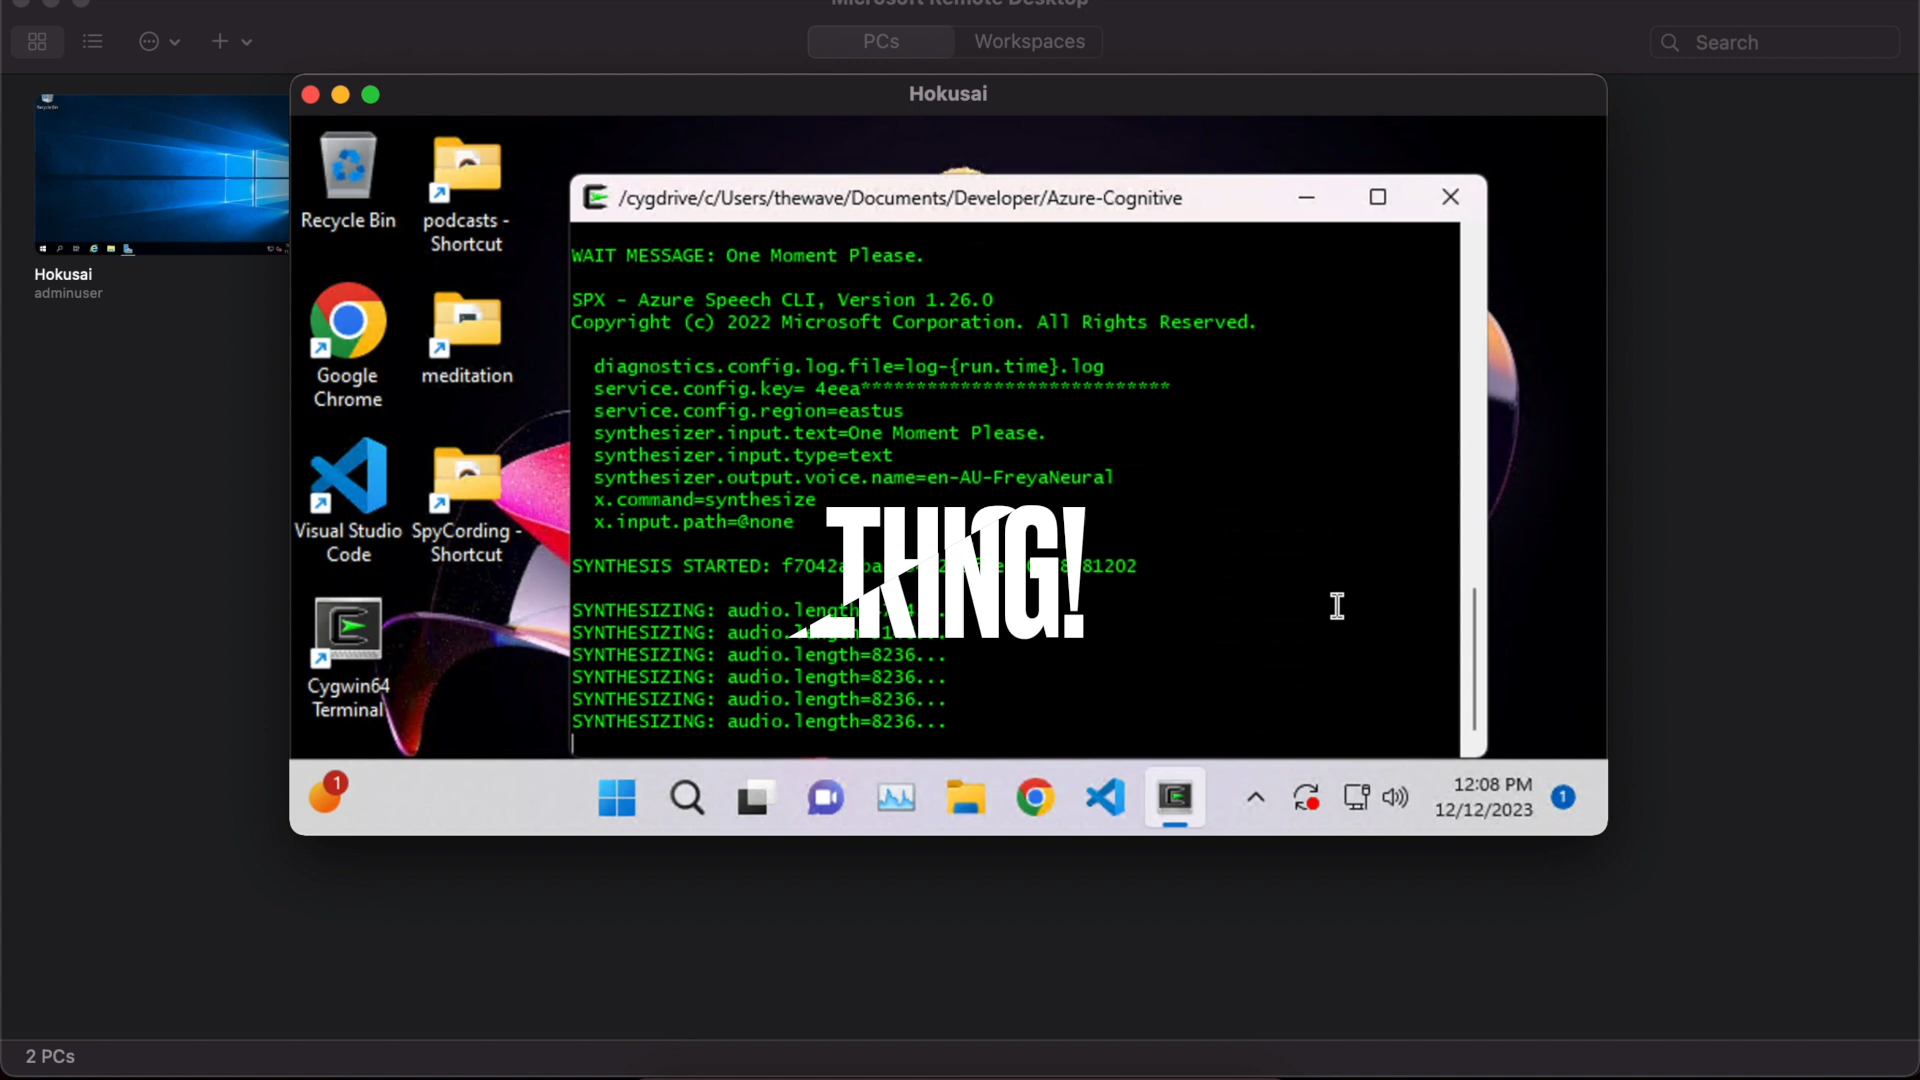 Microsoft Remote Desktop
PCs
Workspaces
Search
Hokusai
adminuser
Hokusai
Recycle Bin
podcasts -
Shortcut
Google
Chrome
meditation
Visual Studio
Code
SpyCording -
Shortcut
Cygwin64
Terminal
/cygdrive/c/Users/thewave/Documents/Developer/Azure-Cognitive
WAIT MESSAGE: One Moment Please.
SPX - Azure Speech CLI, Version 1.26.0
Copyright (c) 2022 Microsoft Corporation. All Rights Reserved.
diagnostics.config.log.file=log-{run.time}.log
service.config.key= 4eea****************************
service.config.region=eastus
synthesizer.input.text=One Moment Please.
synthesizer.input.type=text
synthesizer.output.voice.name=en-AU-FreyaNeural
x.command=synthesize
x.input.path=@none
SYNTHESIS STARTED:
SYNTHESIZING:
SYNTHESIZING:
SYNTHESIZING: audio.length=8236...
SYNTHESIZING: audio.length=8236...
SYNTHESIZING: audio.length=8236...
SYNTHESIZING: audio.length=8236...
1
12:08 PM
12/12/2023
1
2 PCs